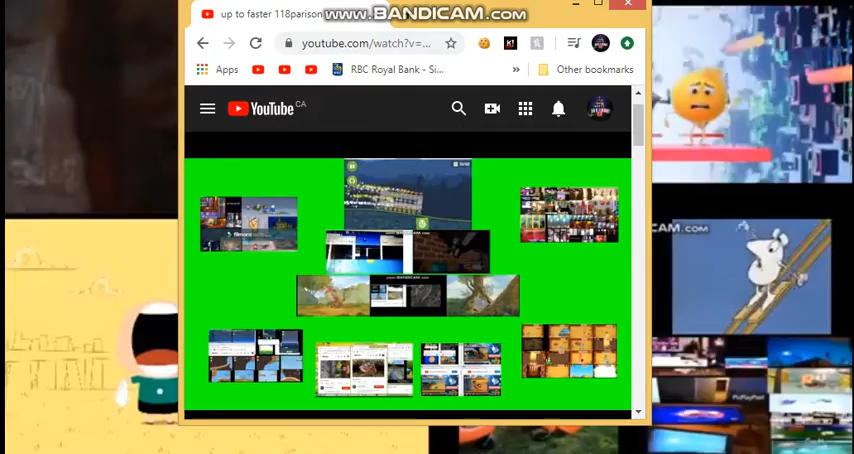 www.BANDICAM.com
up to faster 118parison
youtube.com/watch?v=...
Apps
RBC Royal Bank - Si...
»
Other bookmarks
YouTube CA
filmora
CAM.com